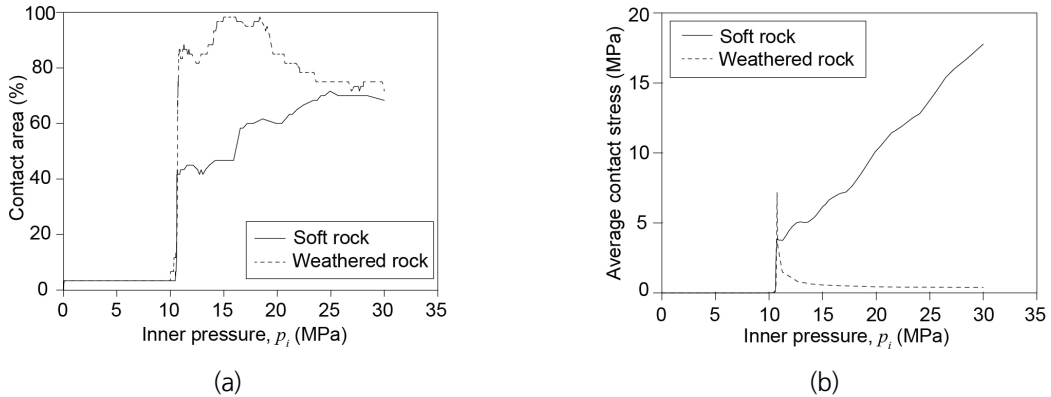 Contact area (%)
100
80
60
40
20
0
0 5 10 15 20 25 30 35
Inner pressure, pi (MPa)
Soft rock
Weathered rock
(a)
Average contact stress (MPa)
20
15
10
5
0
0 5 10 15 20 25 30 35
Inner pressure, pi (MPa)
Soft rock
Weathered rock
(b)